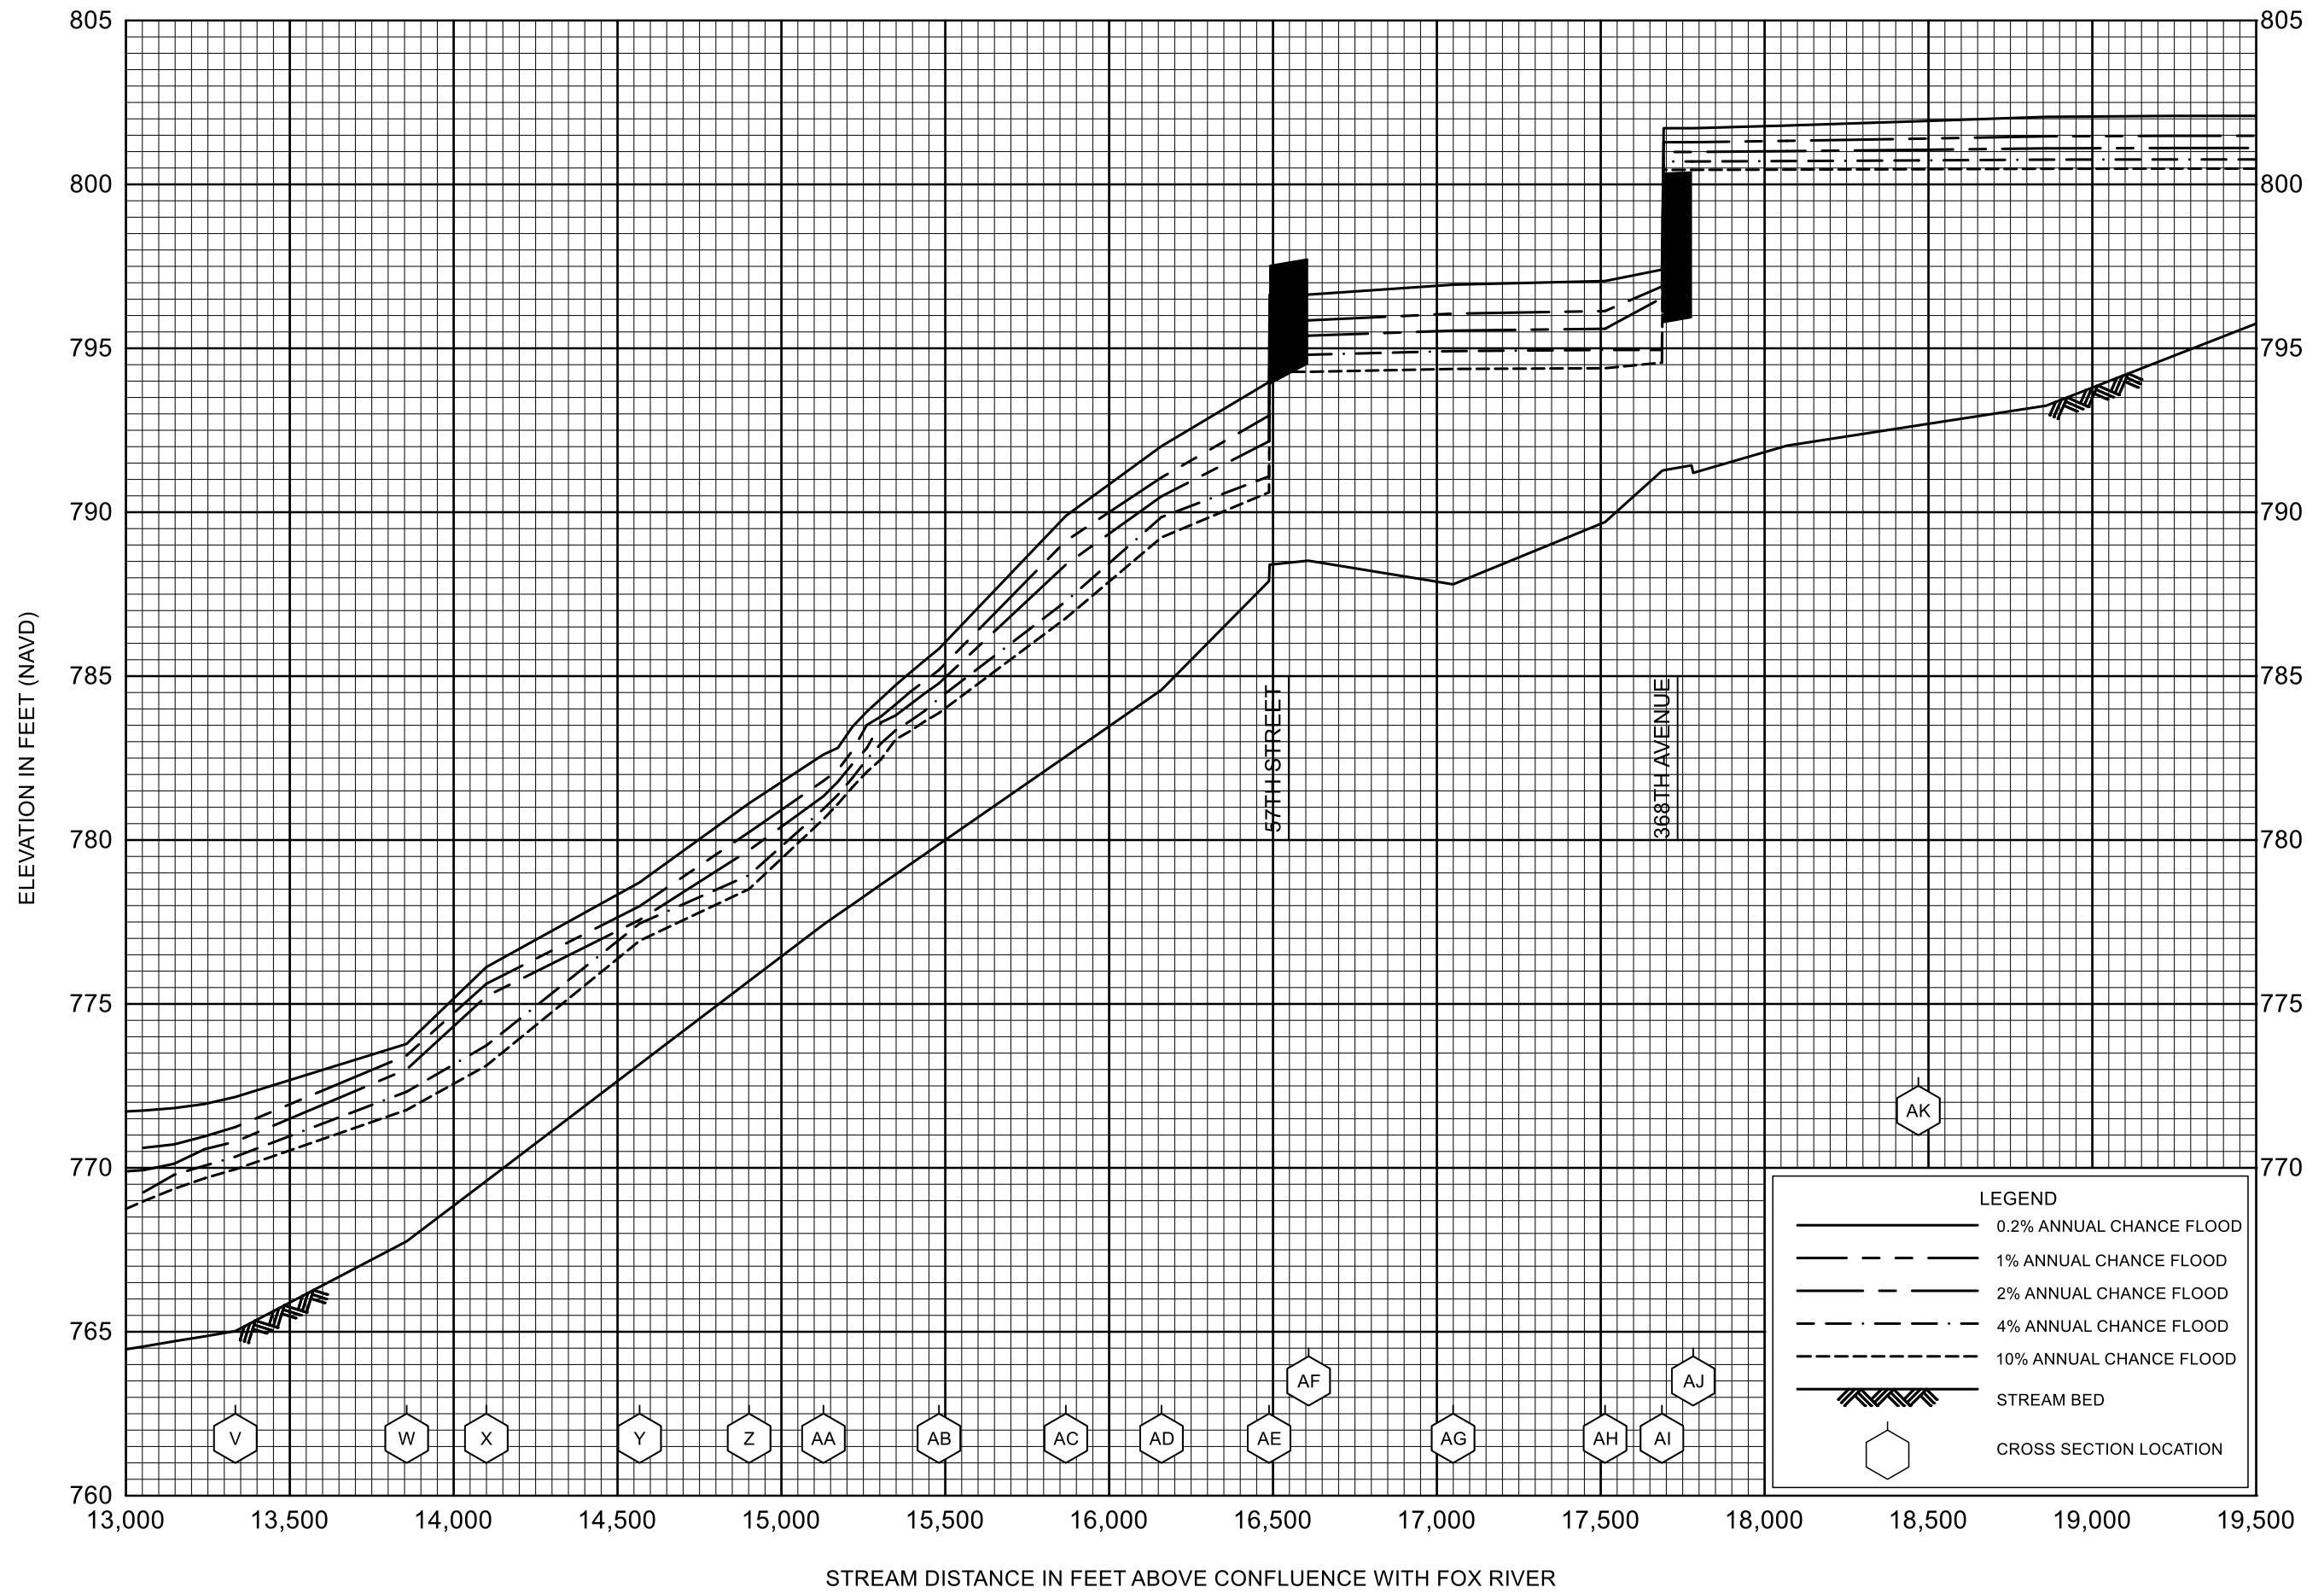 805
800
795
790
785
780
775
770
765
760
ELEVATION IN FEET (NAVD)
805
800
795
790
785
780
775
770
57TH STREET
368TH AVENUE
AK
AF
AJ
V
W
X
Y
Z
AA
AB
AC
AD
AE
AG
AH
AI
LEGEND
0.2% ANNUAL CHANCE FLOOD
1% ANNUAL CHANCE FLOOD
2% ANNUAL CHANCE FLOOD
4% ANNUAL CHANCE FLOOD
10% ANNUAL CHANCE FLOOD
STREAM BED
CROSS SECTION LOCATION
13,000
13,500
14,000
14,500
15,000
15,500
16,000
16,500
17,000
17,500
18,000
18,500
19,000
19,500
STREAM DISTANCE IN FEET ABOVE CONFLUENCE WITH FOX RIVER